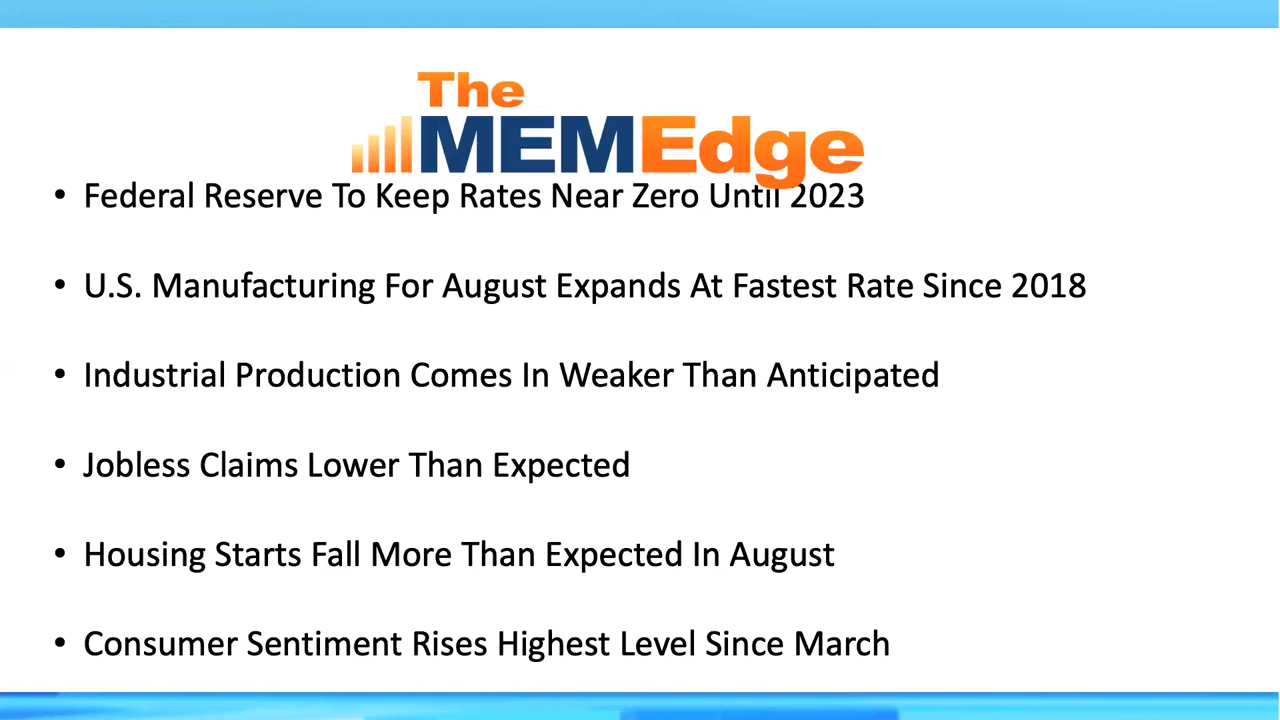 The
MEMEdge
• Federal Reserve To Keep Rates Near Zero Until 2023
• U.S. Manufacturing For August Expands At Fastest Rate Since 2018
• Industrial Production Comes In Weaker Than Anticipated
• Jobless Claims Lower Than Expected
• Housing Starts Fall More Than Expected In August
• Consumer Sentiment Rises Highest Level Since March